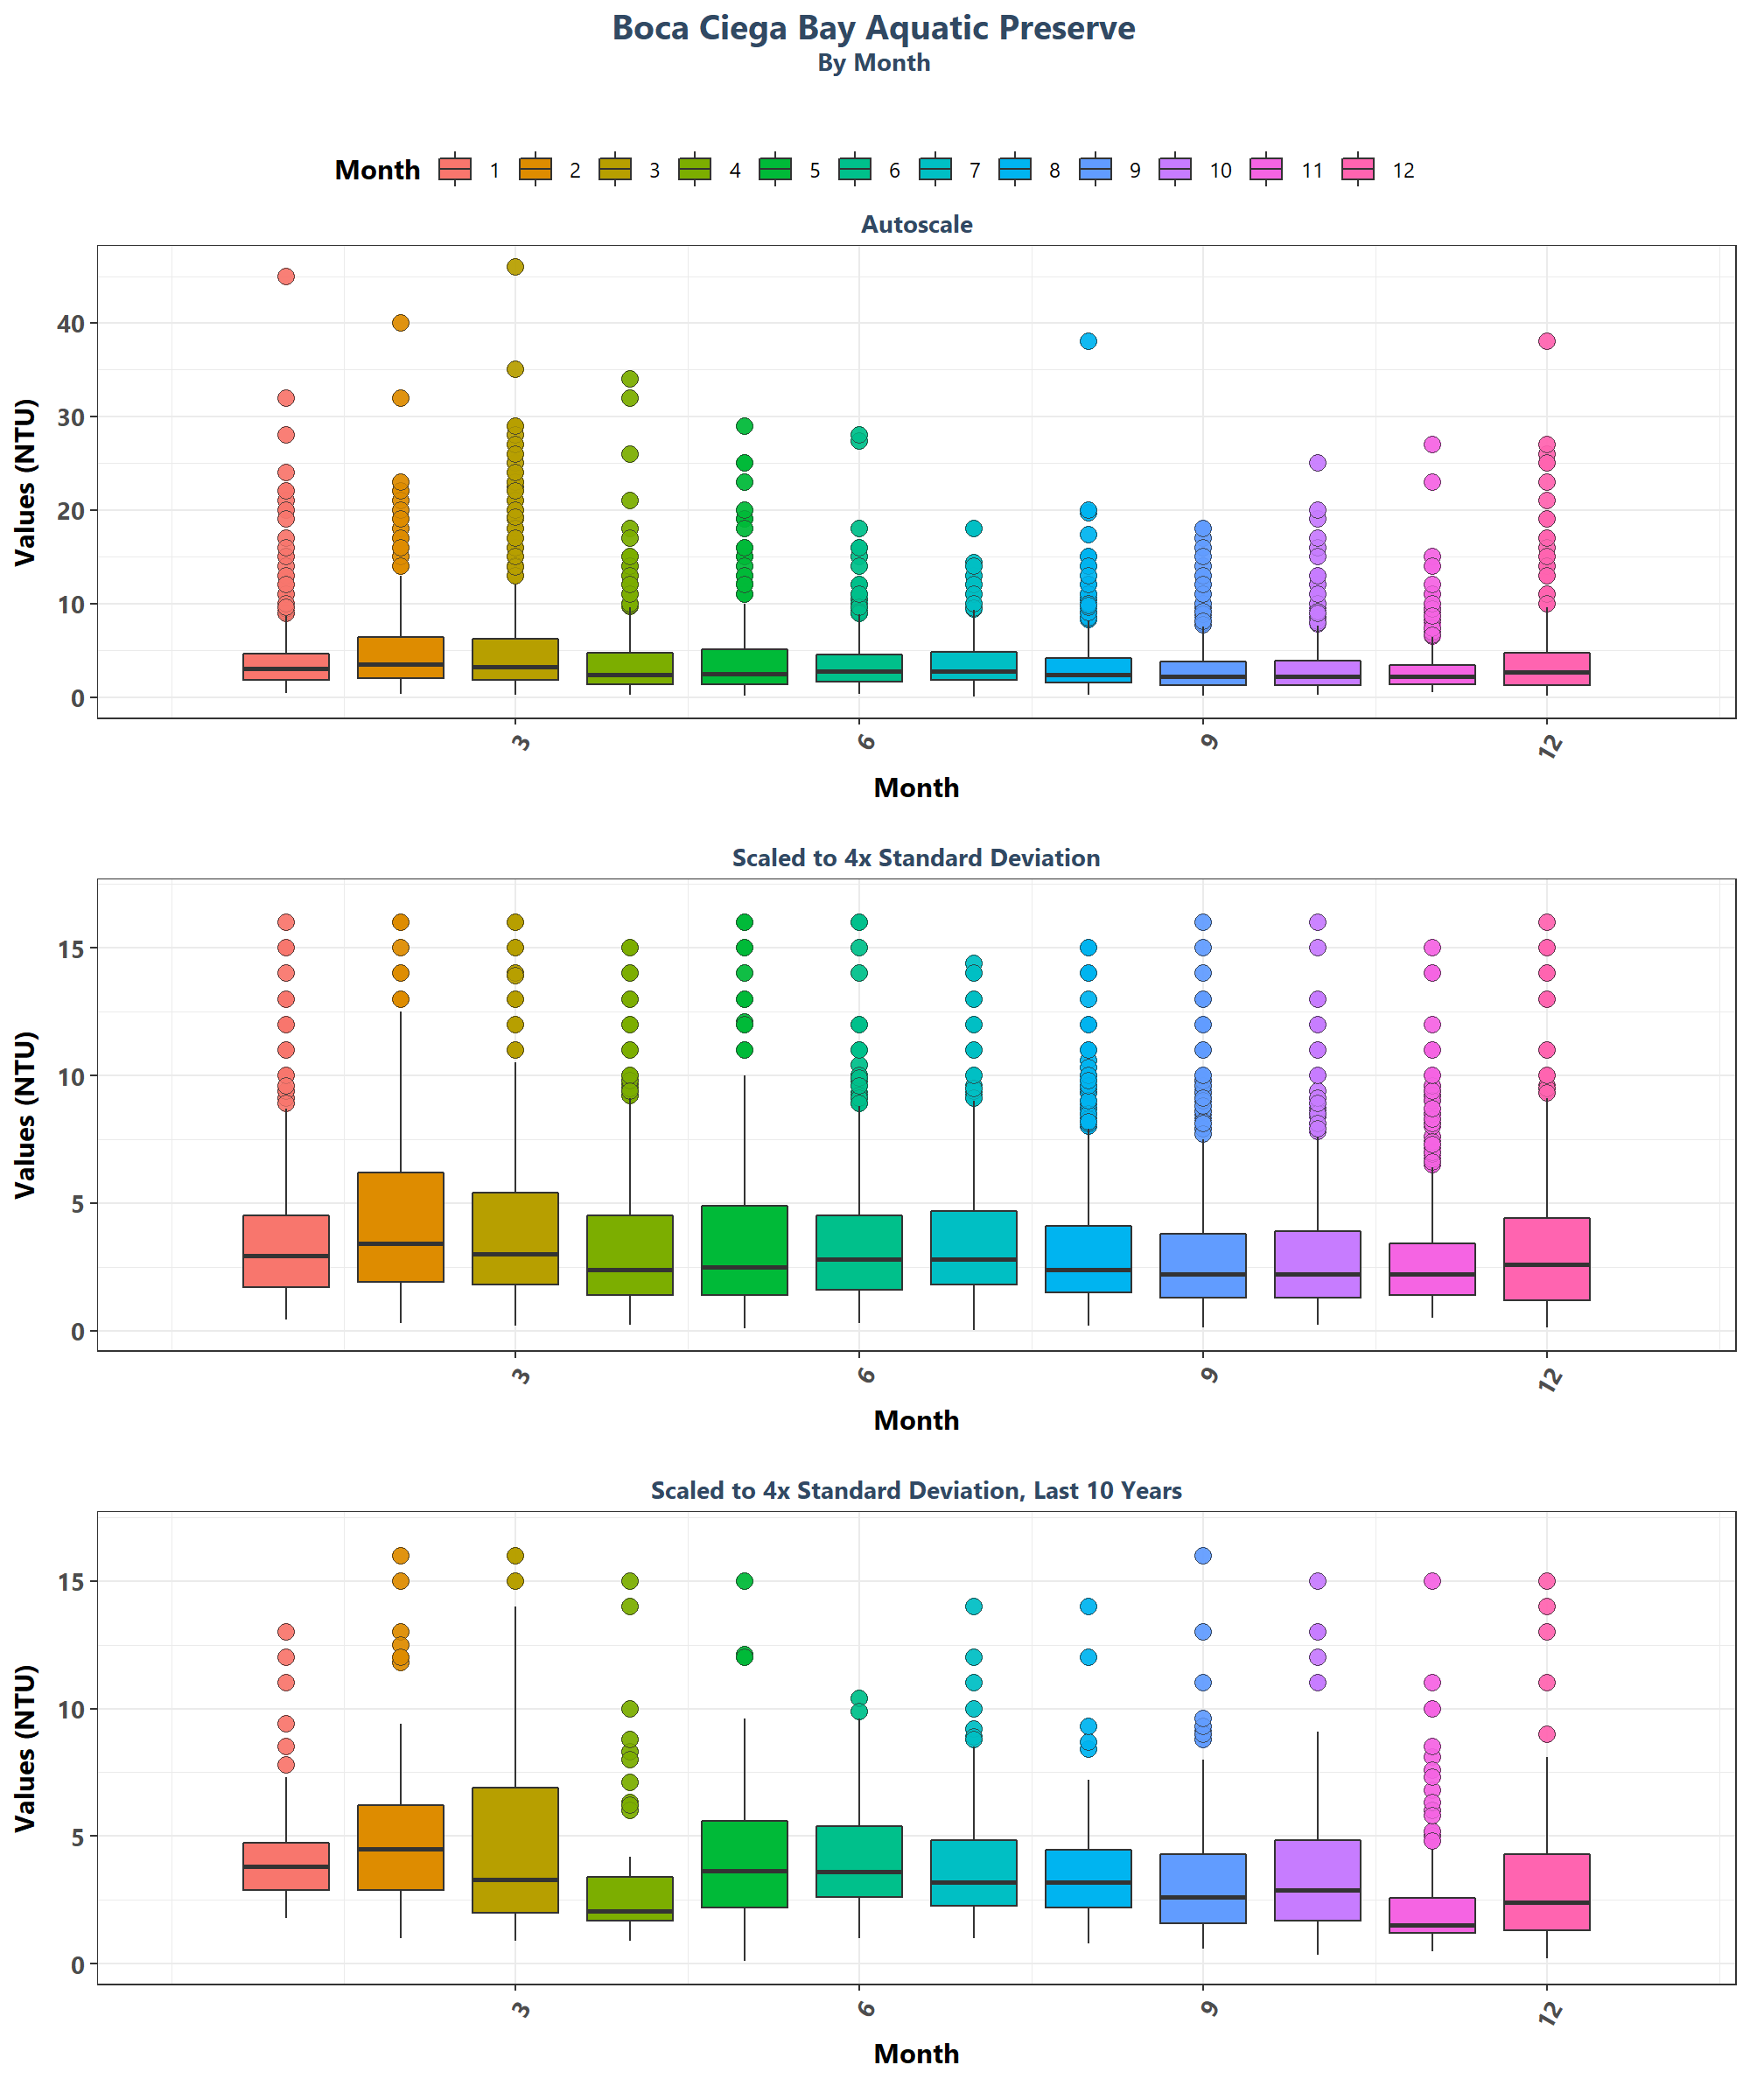 Boca Ciega Bay Aquatic Preserve
By Month
Month 1 2 3 4 5 6 7 8 9 10 11 12
Autoscale
Values (NTU)
40
30
20
10
0
3 6 9 12
Month
Scaled to 4x Standard Deviation
Values (NTU)
15
10
5
0
3 6 9 12
Month
Scaled to 4x Standard Deviation, Last 10 Years
Values (NTU)
15
10
5
0
3 6 9 12
Month